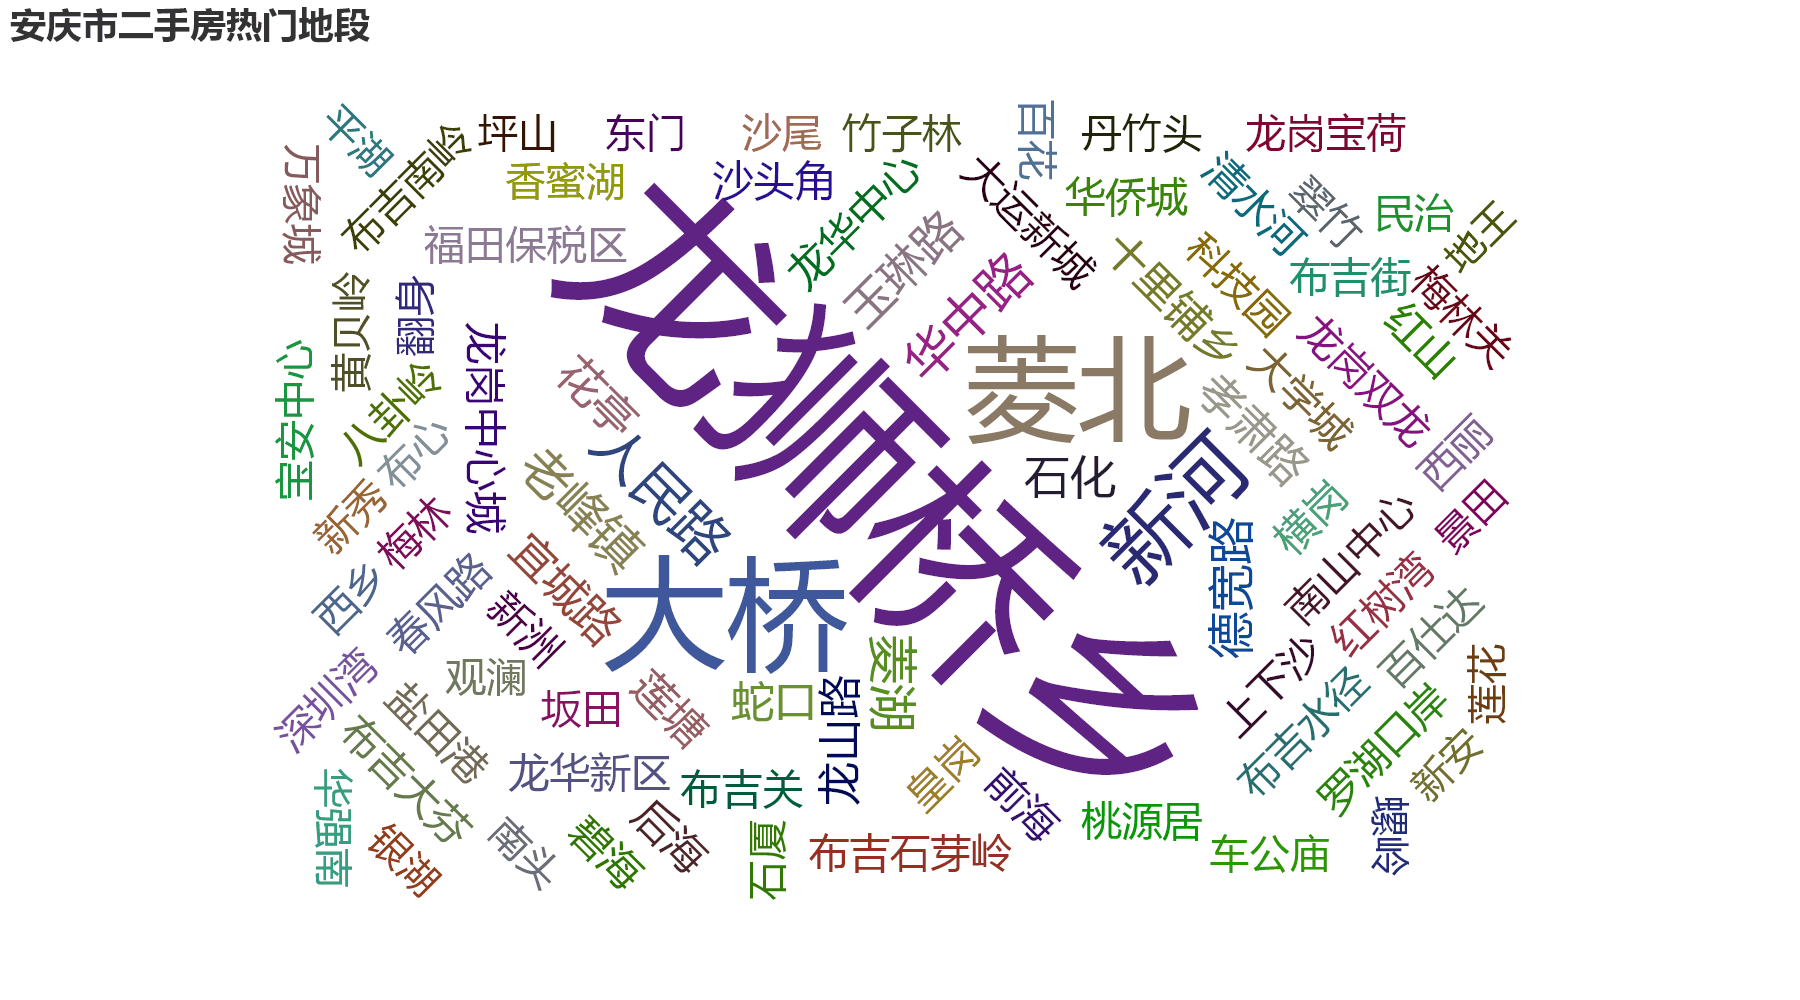 安庆市二手房热门地段
平湖
万象城
布吉南岭
坪山
东门
沙尾
竹子林
百花
丹竹头
龙岗宝荷
香蜜湖
沙头角
龙华中心
大运新城
华侨城
清水河
翠竹
民治
地王
福田保税区
玉琳路
十里铺乡
科技园
布吉街
梅林关
黄贝岭
翻身
龙岗中心城
花亭
龙狮桥乡
华中路
菱北
大学城
龙岗双龙
红山
宝安中心
八卦岭
布心
老峰镇
人民路
石化
新河
孝肃路
西丽
新秀
梅林
宜城路
大桥
德宽路
横岗
南山中心
景田
西乡
春风路
新洲
红树湾
百仕达
深圳湾
观澜
坂田
莲塘
蛇口
龙山路
菱湖
上下沙
布吉水径
莲花
盐田港
布吉大芬
龙华新区
布吉关
皇岗
前海
罗湖口岸
新安
华强南
银湖
南头
碧海
后海
石厦
布吉石芽岭
桃源居
车公庙
螺岭